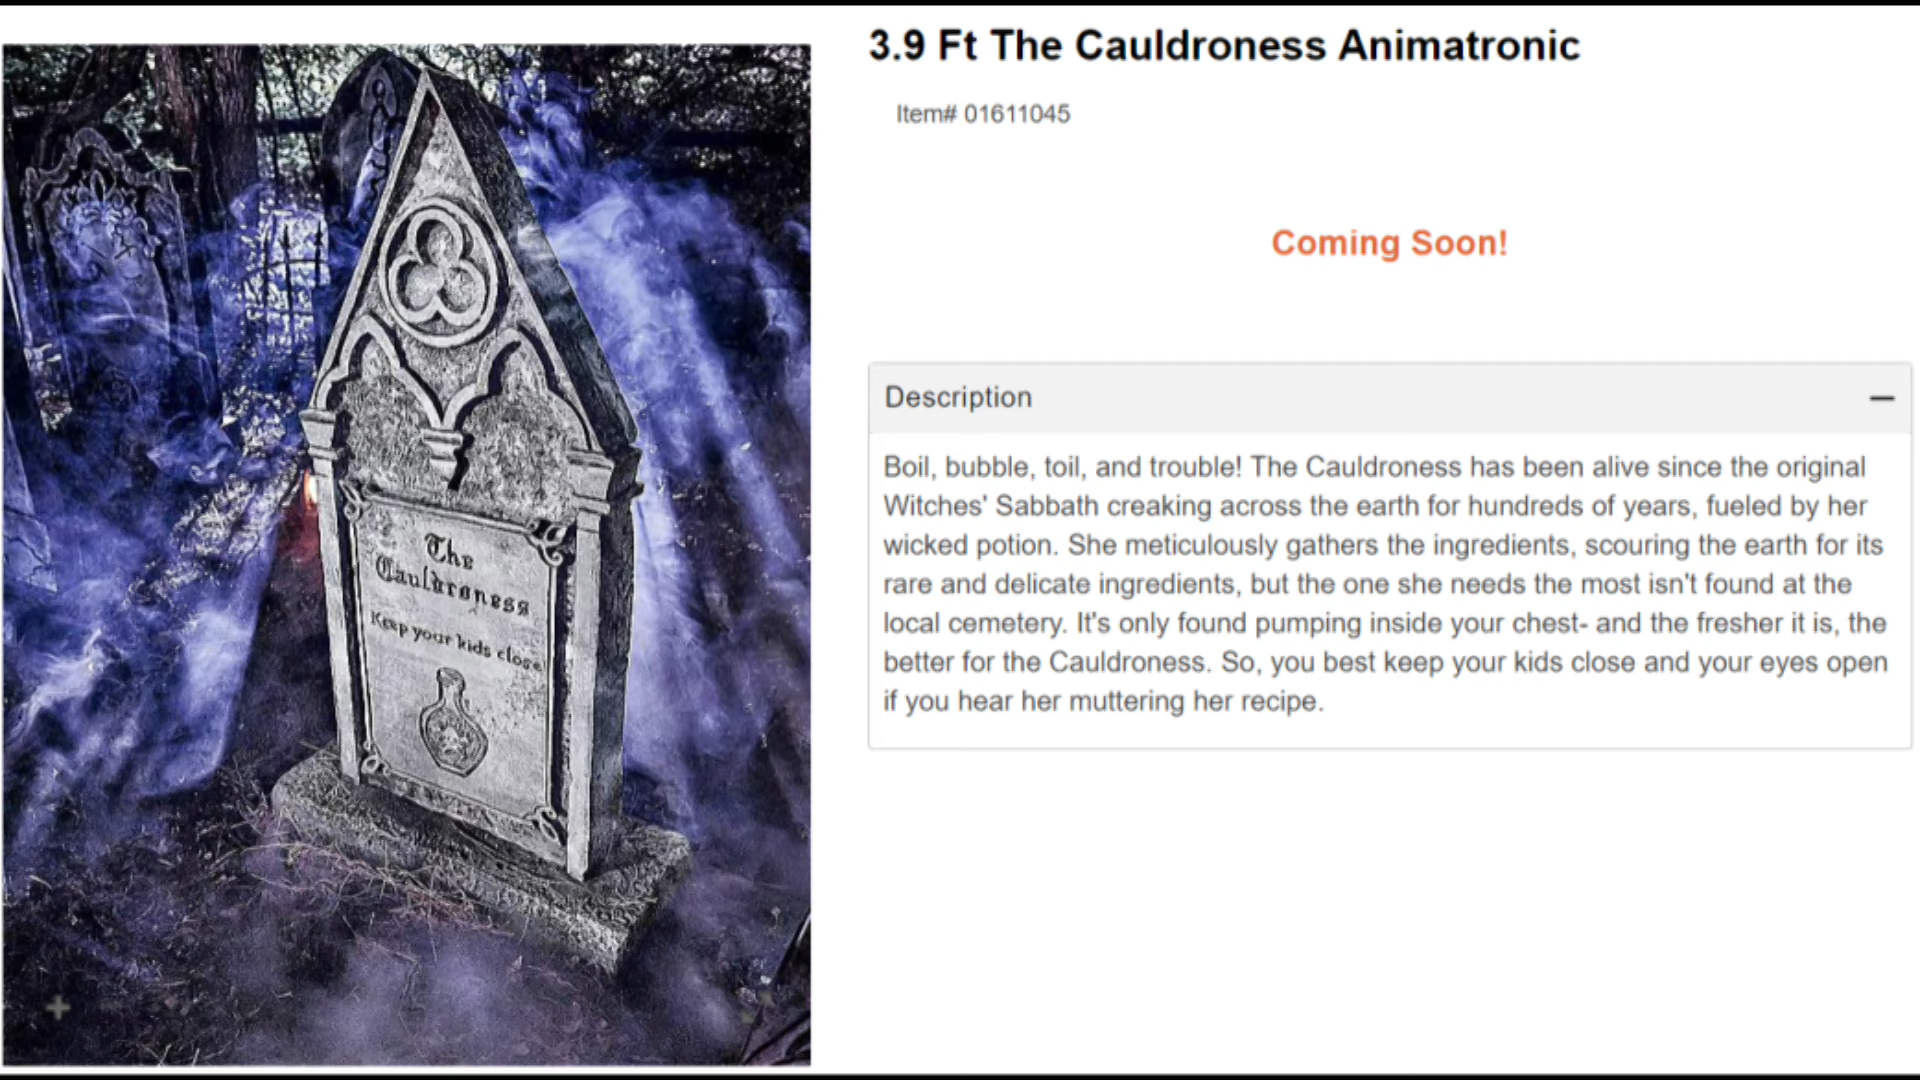 3.9 Ft The Cauldroness Animatronic
Item# 01611045
Coming Soon!
Description
Boil, bubble, toil, and trouble! The Cauldroness has been alive since the original
Witches' Sabbath creaking across the earth for hundreds of years, fueled by her
wicked potion. She meticulously gathers the ingredients, scouring the earth for its
rare and delicate ingredients, but the one she needs the most isn't found at the
local cemetery. It's only found pumping inside your chest- and the fresher it is, the
better for the Cauldroness. So, you best keep your kids close and your eyes open
if you hear her muttering her recipe.
The
Cauldroness
Keep your kids close